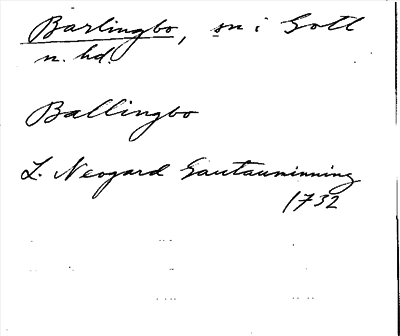 Barlingbo, sn i Gotl
n. hd.
Ballingbo
L. Neogard Gautauminning
1732